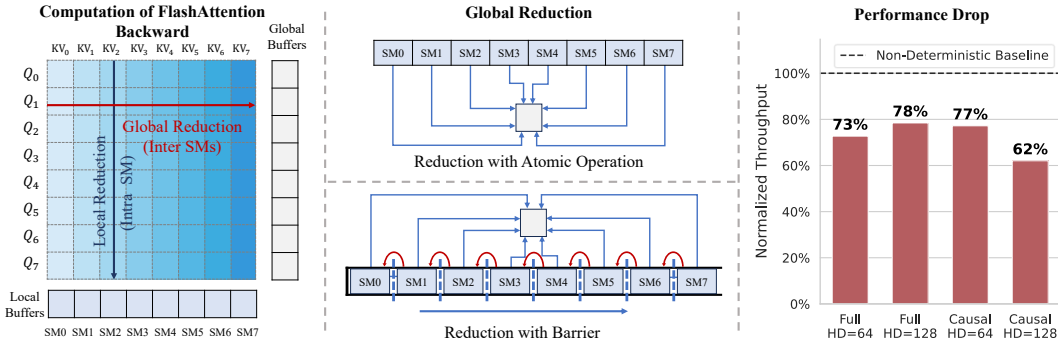 Computation of FlashAttention
Backward
KV₀ KV₁ KV₂ KV₃ KV₄ KV₅ KV₆ KV₇
Global
Buffers
Q₀
Q₁
Q₂
Q₃
Q₄
Q₅
Q₆
Q₇
Global Reduction
(Inter SMs)
Local Reduction
(Intra SM)
Local
Buffers
SM0 SM1 SM2 SM3 SM4 SM5 SM6 SM7
Global Reduction
SM0 SM1 SM2 SM3 SM4 SM5 SM6 SM7
Reduction with Atomic Operation
SM0 SM1 SM2 SM3 SM4 SM5 SM6 SM7
Reduction with Barrier
Performance Drop
Non-Deterministic Baseline
Normalized Throughput
100%
80%
60%
40%
20%
0%
73%
78%
77%
62%
Full
HD=64
Full
HD=128
Causal
HD=64
Causal
HD=128